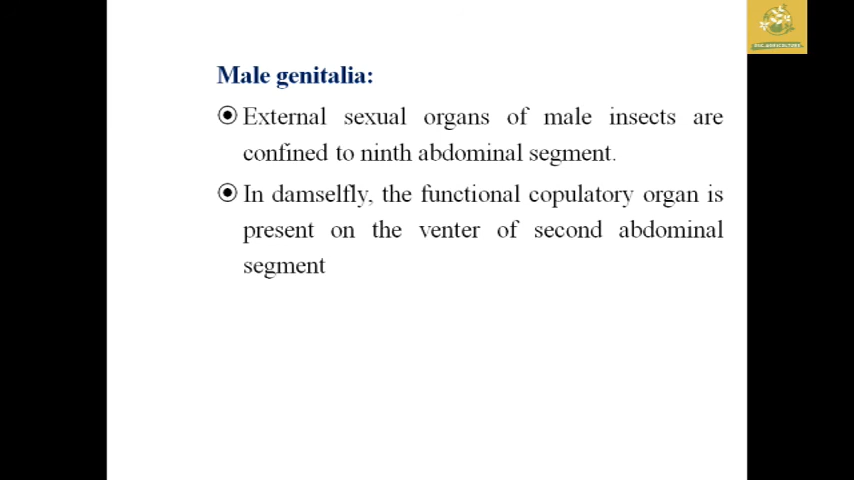 Male genitalia:
External sexual organs of male insects are
confined to ninth abdominal segment.
In damselfly, the functional copulatory organ is
present on the venter of second abdominal
segment